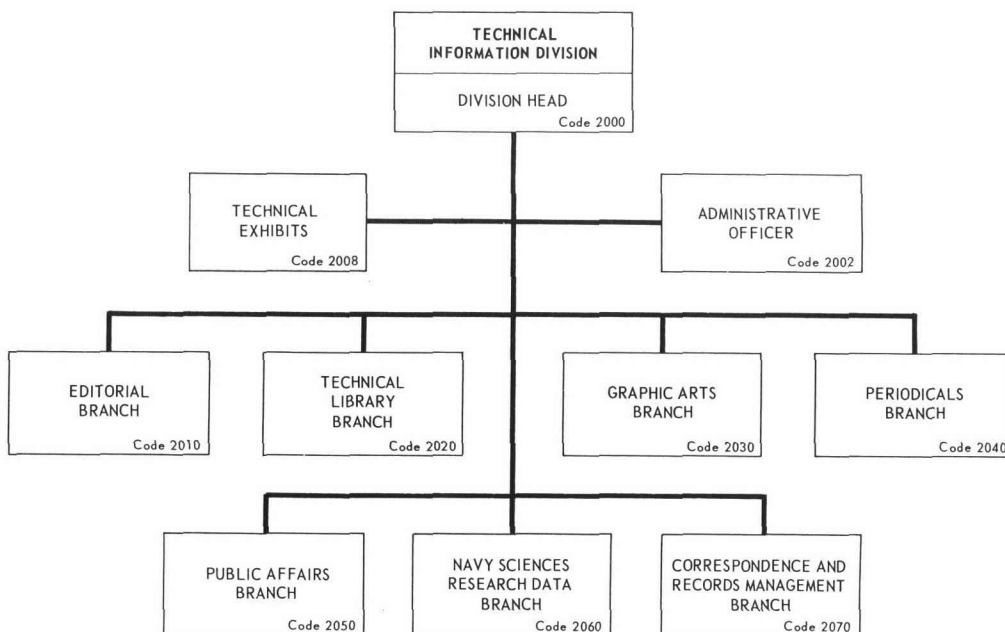 TECHNICAL
INFORMATION DIVISION
DIVISION HEAD
Code 2000
TECHNICAL
EXHIBITS
Code 2008
ADMINISTRATIVE
OFFICER
Code 2002
EDITORIAL
BRANCH
Code 2010
TECHNICAL
LIBRARY
BRANCH
Code 2020
GRAPHIC ARTS
BRANCH
Code 2030
PERIODICALS
BRANCH
Code 2040
PUBLIC AFFAIRS
BRANCH
Code 2050
NAVY SCIENCES
RESEARCH DATA
BRANCH
Code 2060
CORRESPONDENCE AND
RECORDS MANAGEMENT
BRANCH
Code 2070